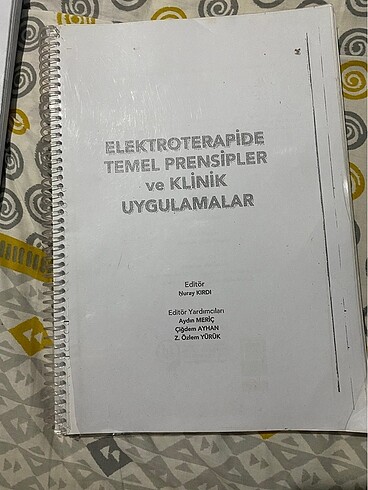 ELEKTROTERAPİDE
TEMEL PRENSİPLER
ve KLİNİK
UYGULAMALAR
Editör
Nuray KIRDI
Editör Yardımcıları
Aydın MERİÇ
Çiğdem AYHAN
Z. Özlem YÜRÜK